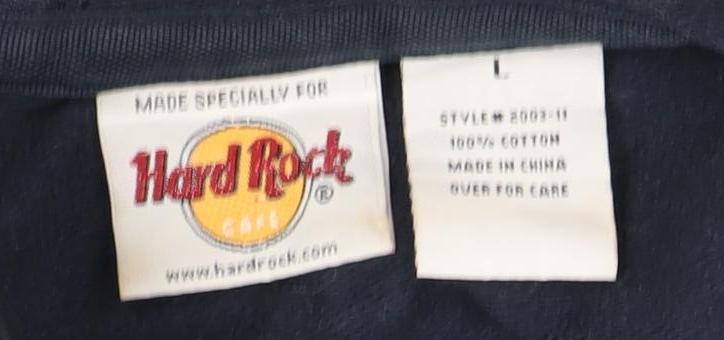 MADE SPECIALLY FOR
Hard Rock
CAFE
®
www.hardrock.com
L
STYLE# 2003-11
100% COTTON
MADE IN CHINA
OVER FOR CARE